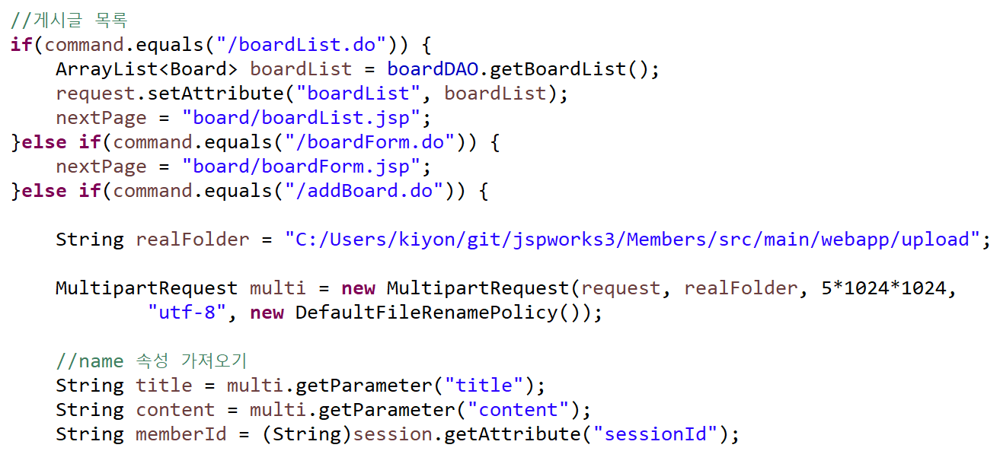 //게시글 목록
if(command.equals("/boardList.do")) {
    ArrayList<Board> boardList = boardDAO.getBoardList();
    request.setAttribute("boardList", boardList);
    nextPage = "board/boardList.jsp";
}else if(command.equals("/boardForm.do")) {
    nextPage = "board/boardForm.jsp";
}else if(command.equals("/addBoard.do")) {
    String realFolder = "C:/Users/kiyon/git/jspworks3/Members/src/main/webapp/upload";
    MultipartRequest multi = new MultipartRequest(request, realFolder, 5*1024*1024,
            "utf-8", new DefaultFileRenamePolicy());
    //name 속성 가져오기
    String title = multi.getParameter("title");
    String content = multi.getParameter("content");
    String memberId = (String)session.getAttribute("sessionId");